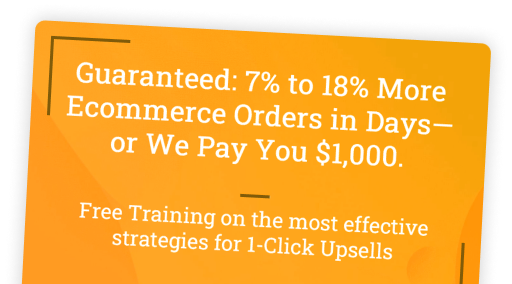 Guaranteed: 7% to 18% More
Ecommerce Orders in Days—
or We Pay You $1,000.
Free Training on the most effective
strategies for 1-Click Upsells